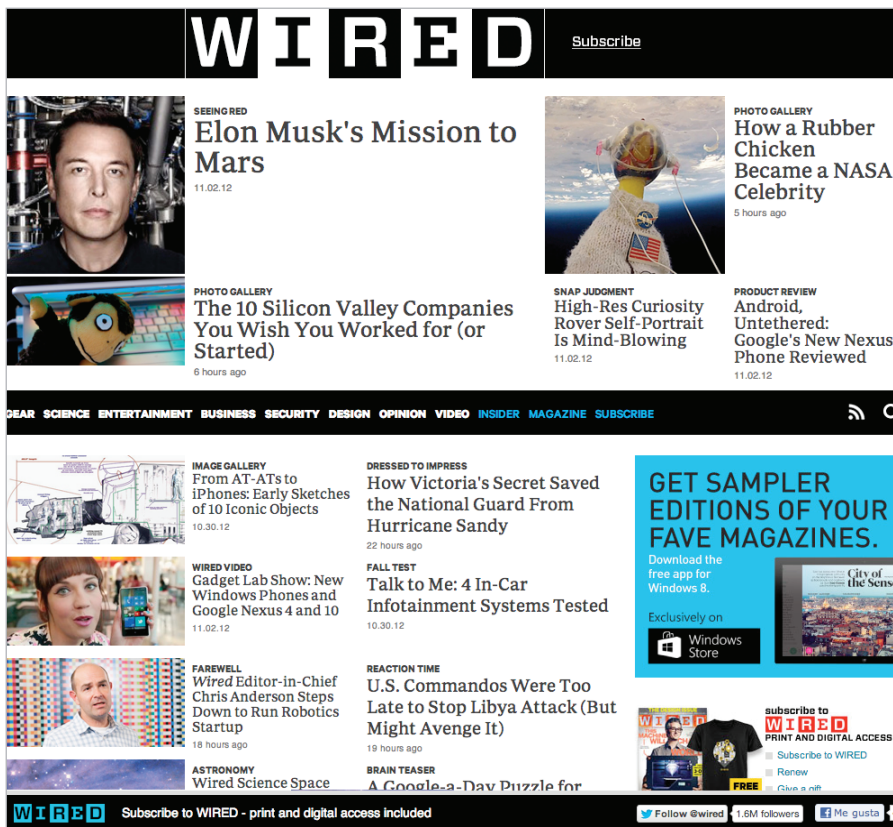 WIRED
Subscribe
SEEING RED
Elon Musk's Mission to
Mars
11.02.12
PHOTO GALLERY
How a Rubber
Chicken
Became a NASA
Celebrity
5 hours ago
PHOTO GALLERY
The 10 Silicon Valley Companies
You Wish You Worked for (or
Started)
6 hours ago
SNAP JUDGMENT
High-Res Curiosity
Rover Self-Portrait
Is Mind-Blowing
11.02.12
PRODUCT REVIEW
Android,
Untethered:
Google's New Nexus
Phone Reviewed
11.02.12
GEAR SCIENCE ENTERTAINMENT BUSINESS SECURITY DESIGN OPINION VIDEO INSIDER MAGAZINE SUBSCRIBE
IMAGE GALLERY
From AT-ATs to
iPhones: Early Sketches
of 10 Iconic Objects
10.30.12
WIRED VIDEO
Gadget Lab Show: New
Windows Phones and
Google Nexus 4 and 10
11.02.12
FAREWELL
Wired Editor-in-Chief
Chris Anderson Steps
Down to Run Robotics
Startup
18 hours ago
ASTRONOMY
Wired Science Space
DRESSED TO IMPRESS
How Victoria's Secret Saved
the National Guard From
Hurricane Sandy
22 hours ago
FALL TEST
Talk to Me: 4 In-Car
Infotainment Systems Tested
10.30.12
REACTION TIME
U.S. Commandos Were Too
Late to Stop Libya Attack (But
Might Avenge It)
19 hours ago
BRAIN TEASER
A Google-a-Day Puzzle for
GET SAMPLER
EDITIONS OF YOUR
FAVE MAGAZINES.
Download the
free app for
Windows 8.
Exclusively on
Windows
Store
City of
the Sens
WIRED
FREE
subscribe to
WIRED
PRINT AND DIGITAL ACCESS
Subscribe to WIRED
Renew
Give a gift
WIRED Subscribe to WIRED - print and digital access included
Follow @wired 1.6M followers Me gusta